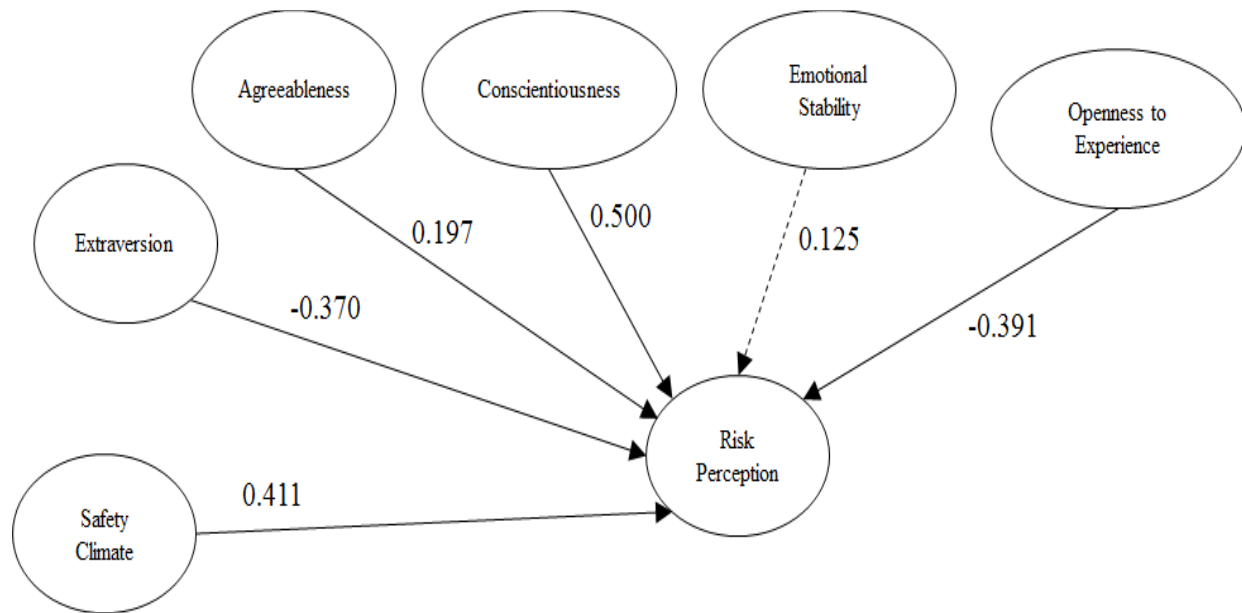 Agreeableness
Conscientiousness
Emotional
Stability
Openness to
Experience
Extraversion
0.197
0.500
0.125
-0.370
-0.391
Risk
Perception
0.411
Safety
Climate